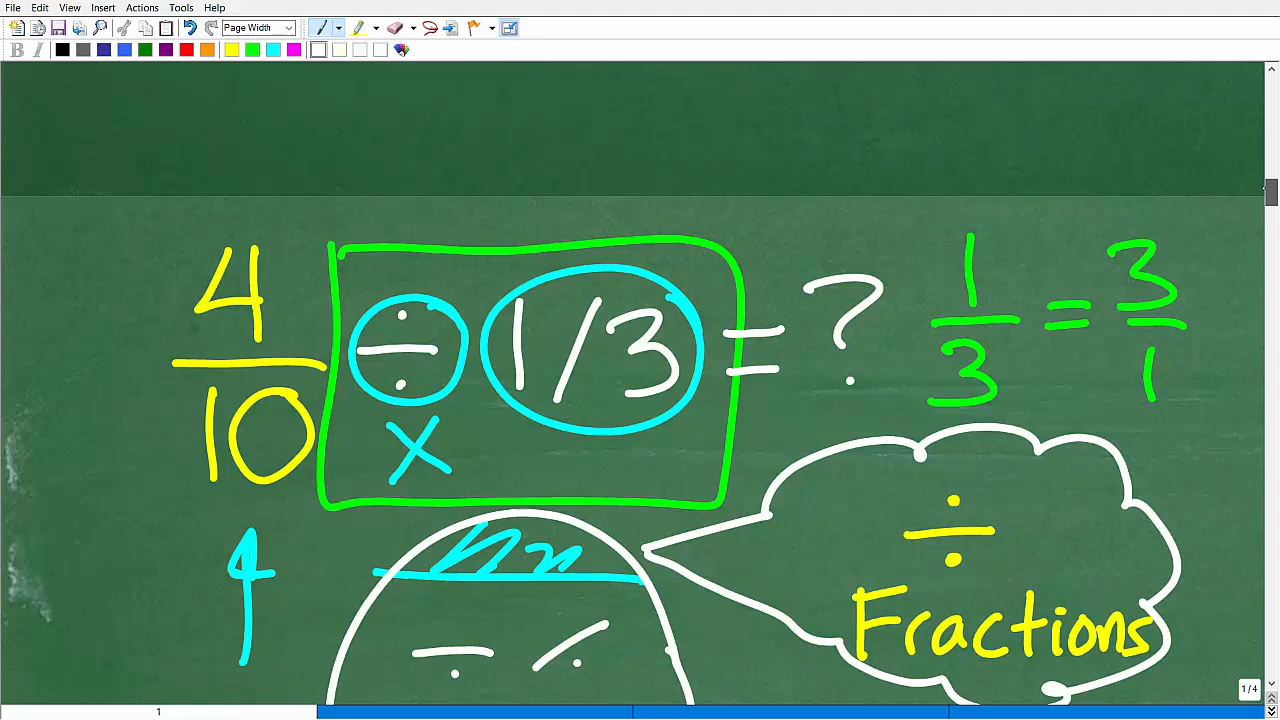 File Edit View Insert Actions Tools Help
Page Width
B I
4/10 ÷ 1/3 = ? 1/3 = 3/1
X
÷
Fractions
1/4
1